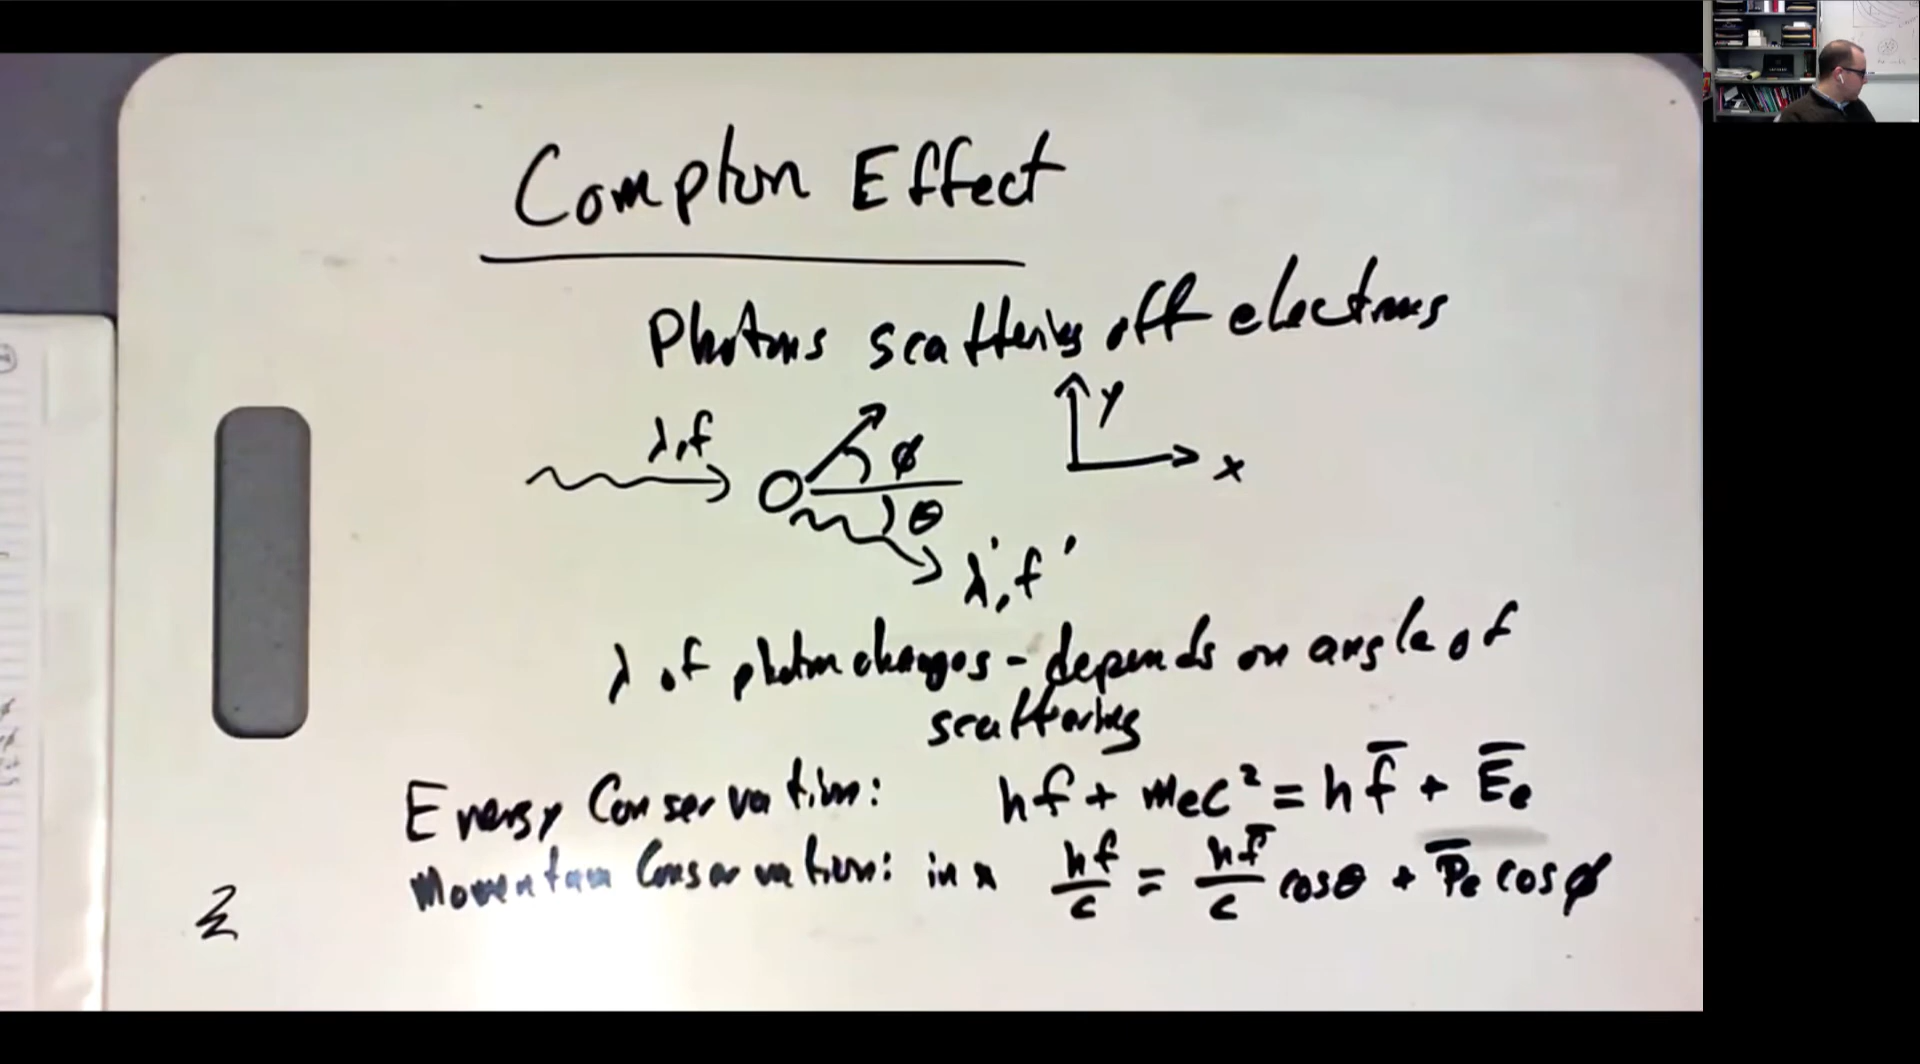 Compton Effect
Photons scattering off electrons
y
λ,f
ϕ
x
θ
λ',f'
λ of photon changes - depends on angle of
scattering
Energy Conservation: hf + mec² = hf̅ + E̅e
Momentum Conservation: in x hf/c = hf̅/c cosθ + P̅e cosϕ
2